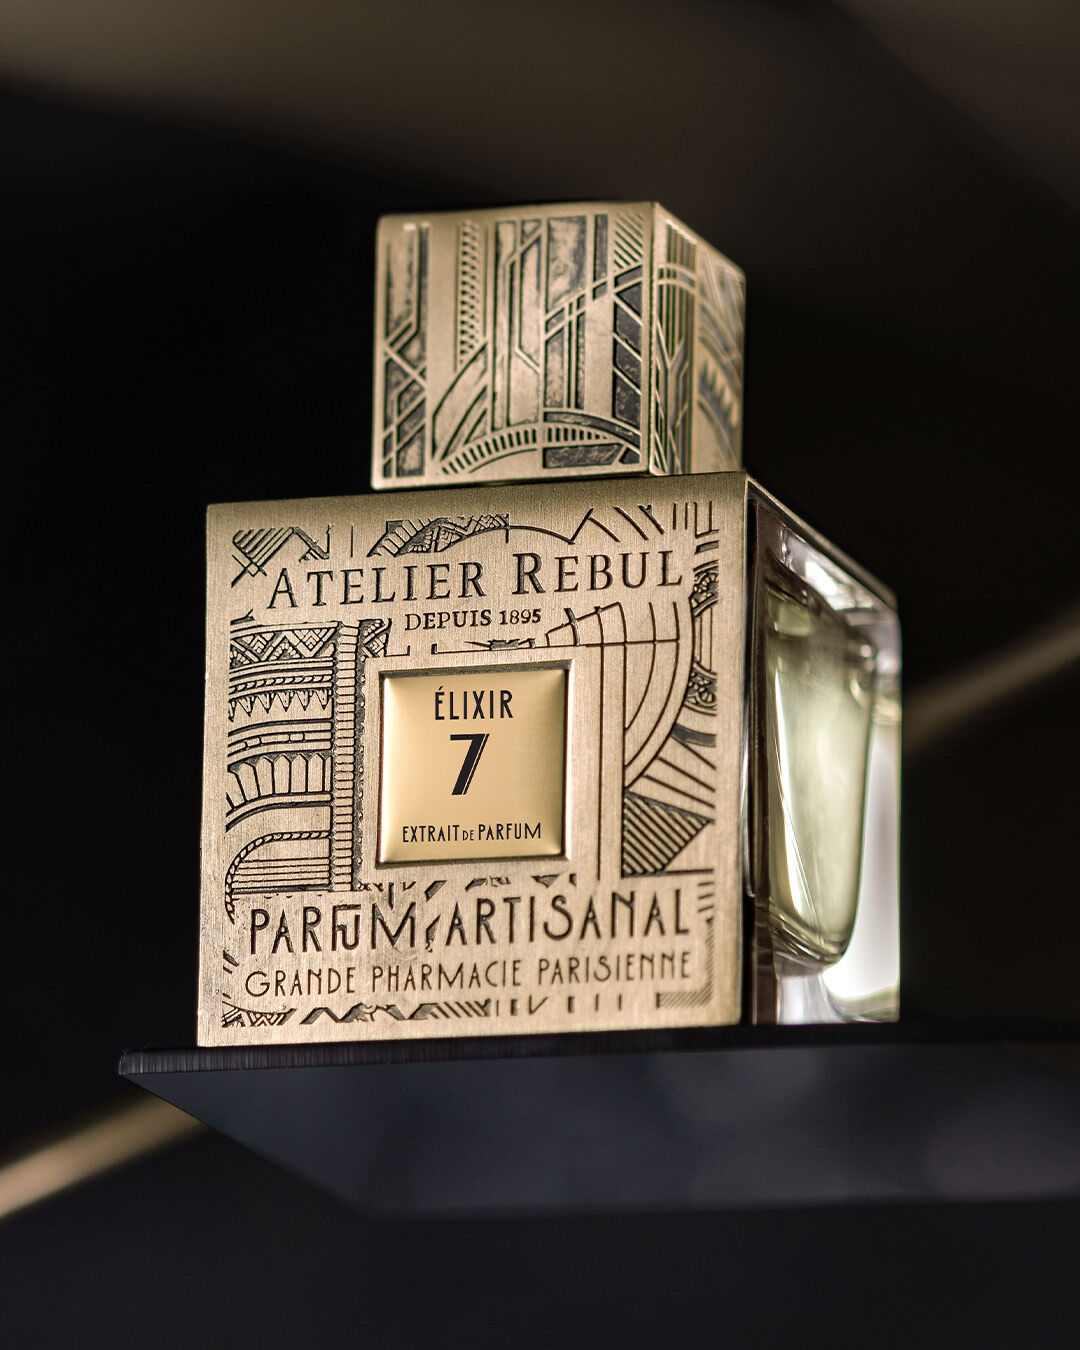 ATELIER REBUL
DEPUIS 1895
ÉLIXIR
7
EXTRAIT DE PARFUM
PARFUM ARTISANAL
GRANDE PHARMACIE PARISIENNE